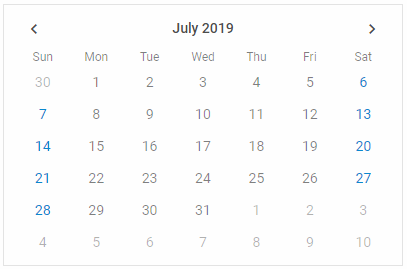 July 2019
Sun Mon Tue Wed Thu Fri Sat
30 1 2 3 4 5 6
7 8 9 10 11 12 13
14 15 16 17 18 19 20
21 22 23 24 25 26 27
28 29 30 31 1 2 3
4 5 6 7 8 9 10